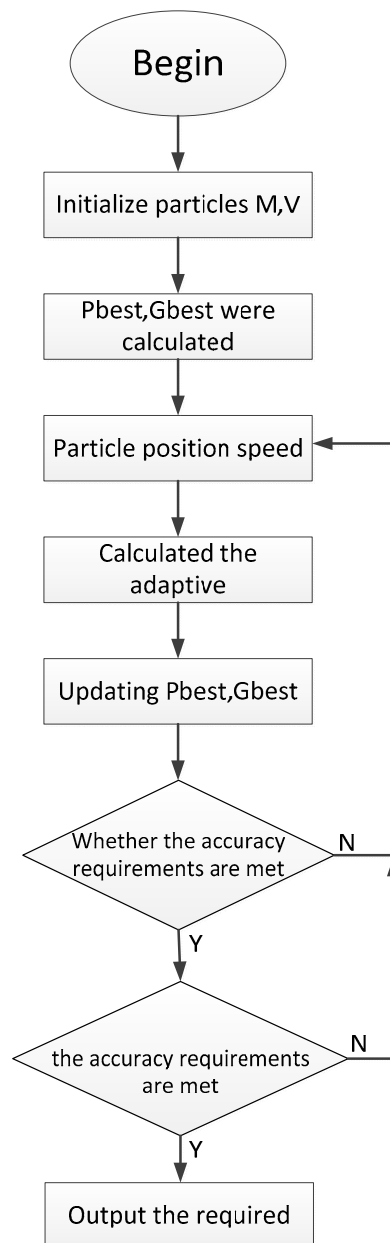 Begin
Initialize particles M,V
Pbest,Gbest were
calculated
Particle position speed
Calculated the
adaptive
Updating Pbest,Gbest
Whether the accuracy
requirements are met
N
Y
the accuracy requirements
are met
N
Y
Output the required